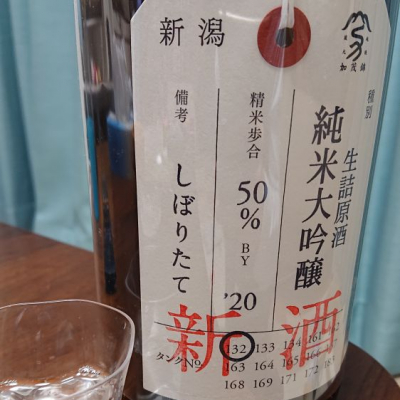 新潟
加茂錦
種別
生詰原酒
純米大吟醸
精米歩合
50%
BY
'20
備考
しぼりたて
新酒
タンクNo
132 133 134 161
163 164 165
168 169 171 172